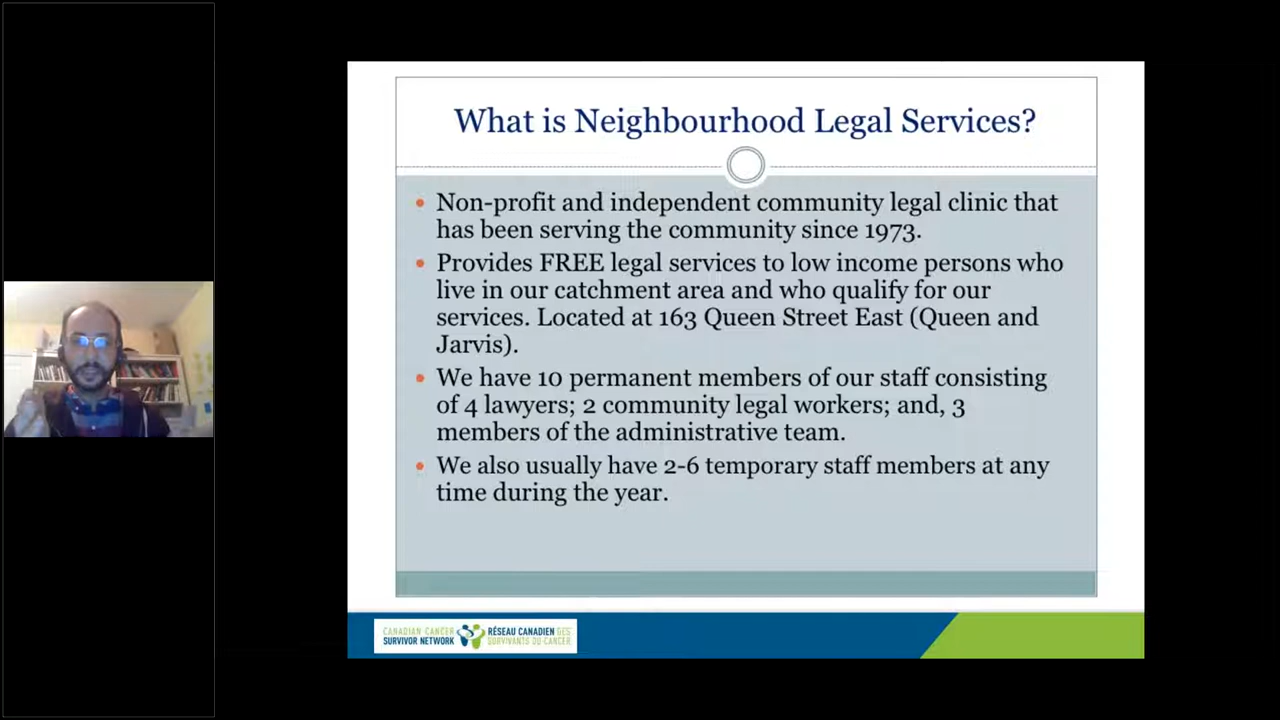 What is Neighbourhood Legal Services?
Non-profit and independent community legal clinic that
has been serving the community since 1973.
Provides FREE legal services to low income persons who
live in our catchment area and who qualify for our
services. Located at 163 Queen Street East (Queen and
Jarvis).
We have 10 permanent members of our staff consisting
of 4 lawyers; 2 community legal workers; and, 3
members of the administrative team.
We also usually have 2-6 temporary staff members at any
time during the year.
CANADIAN CANCER
SURVIVOR NETWORK
RÉSEAU CANADIEN DES
SURVIVANTS DU CANCER